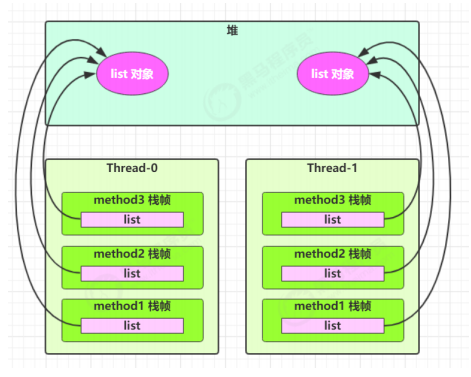 堆
list 对象
list 对象
Thread-0
method3 栈帧
list
method2 栈帧
list
method1 栈帧
list
Thread-1
method3 栈帧
list
method2 栈帧
list
method1 栈帧
list